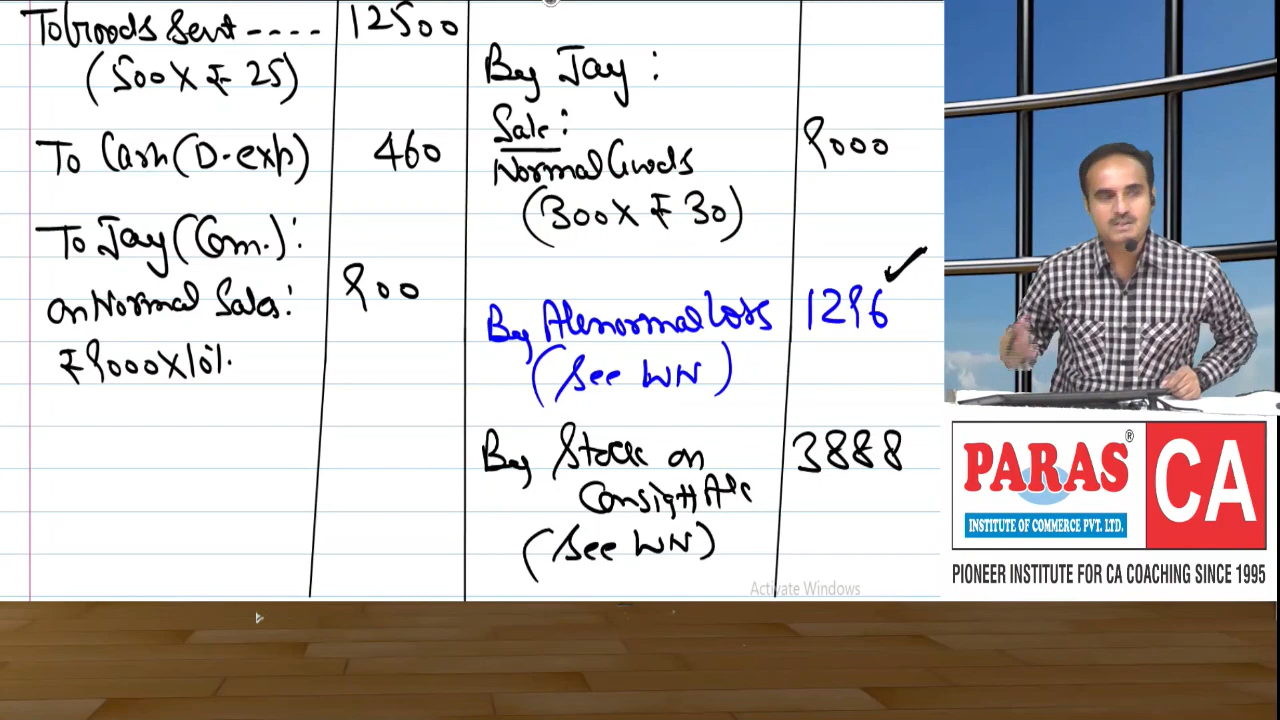 To Goods Sent ----
12500
(500 X ₹ 25)
To Cash (D-exp)
460
To Jay (Com.):
on Normal Sales:
900
₹ 9000 X 10%
By Jay:
Sale:
9000
Normal Goods
(300 X ₹ 30)
By Abnormal Loss
1296
(See WN)
By Stock on
3888
Consigtt A/c
(See WN)
Activate Windows
PARAS®
INSTITUTE OF COMMERCE PVT. LTD.
CA
PIONEER INSTITUTE FOR CA COACHING SINCE 1995